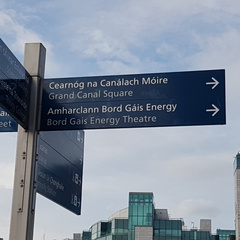 Cearnóg na Canálach Móire
Grand Canal Square
Amharclann Bord Gáis Energy
Bord Gáis Energy Theatre